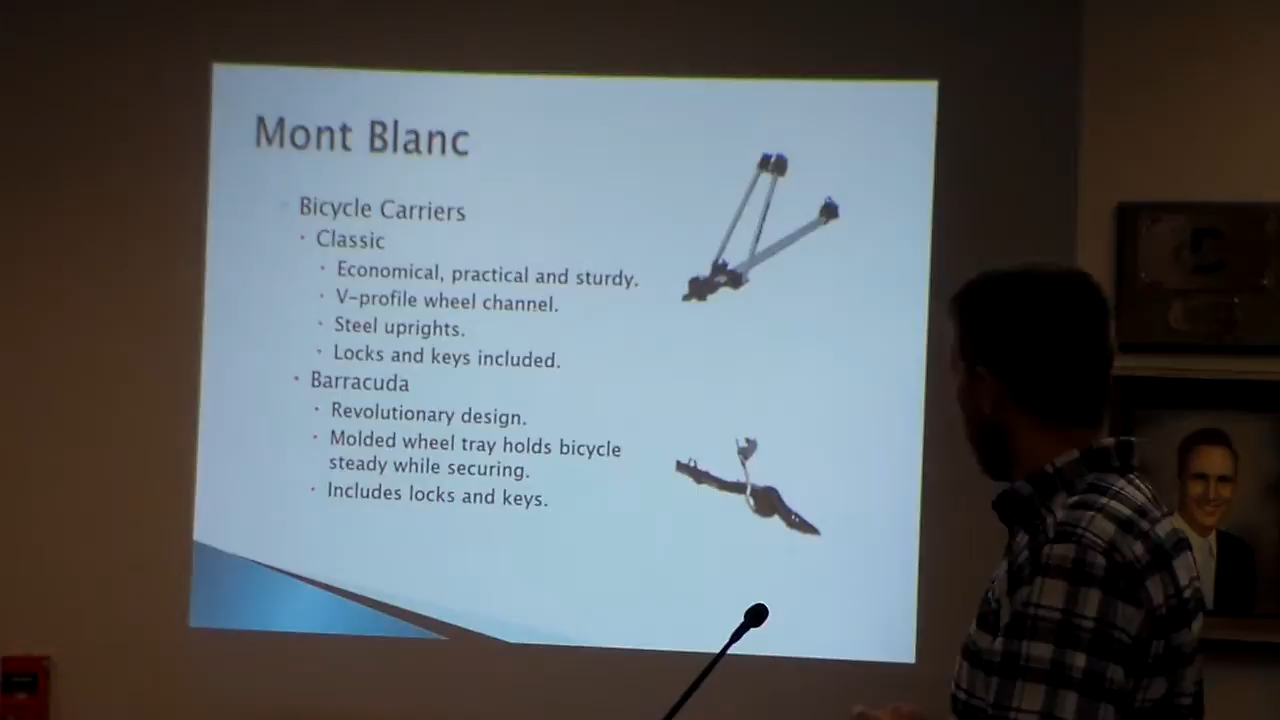 Mont Blanc
Bicycle Carriers
Classic
Economical, practical and sturdy.
V-profile wheel channel.
Steel uprights.
Locks and keys included.
Barracuda
Revolutionary design.
Molded wheel tray holds bicycle
steady while securing.
Includes locks and keys.